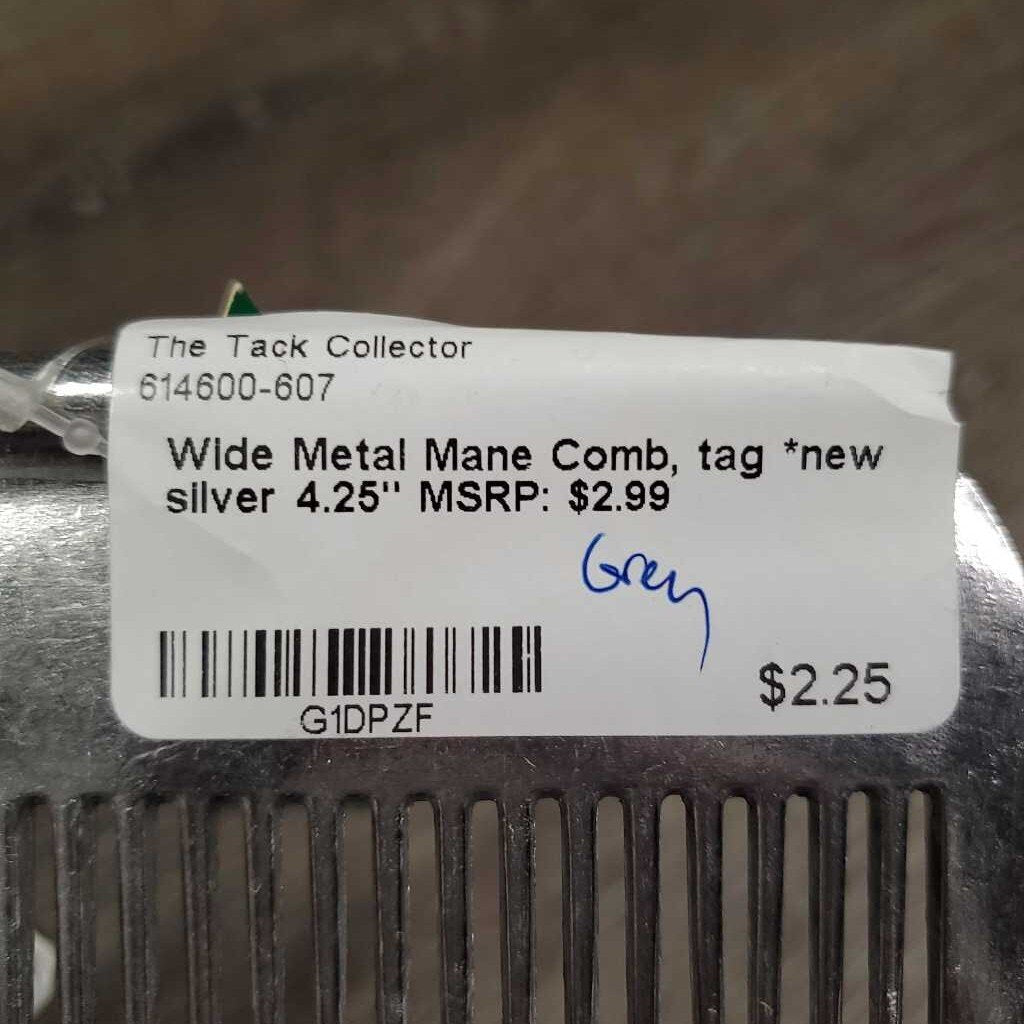 The Tack Collector
614600-607
Wide Metal Mane Comb, tag *new
silver 4.25" MSRP: $2.99
Grey
$2.25
G1DPZF